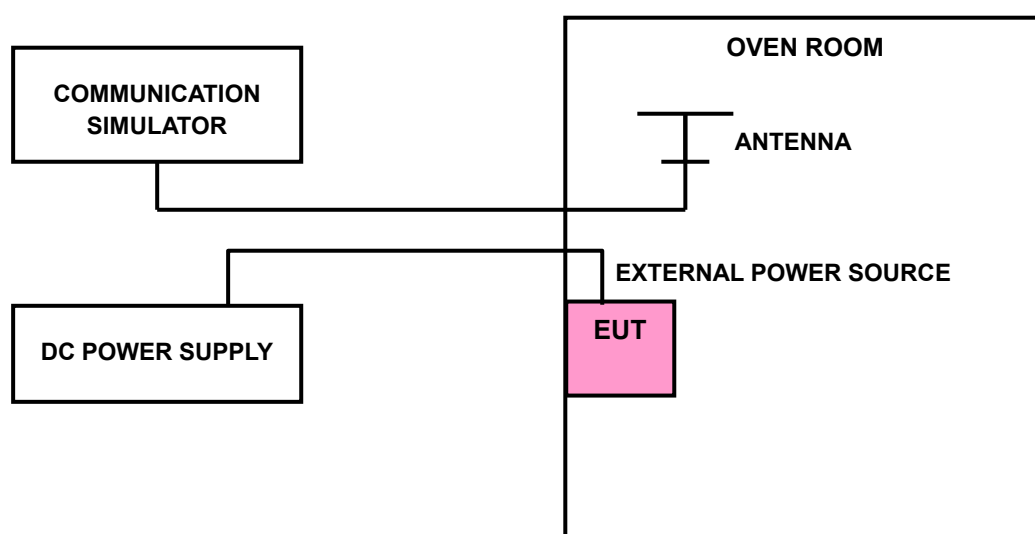 OVEN ROOM
COMMUNICATION
SIMULATOR
ANTENNA
EXTERNAL POWER SOURCE
EUT
DC POWER SUPPLY